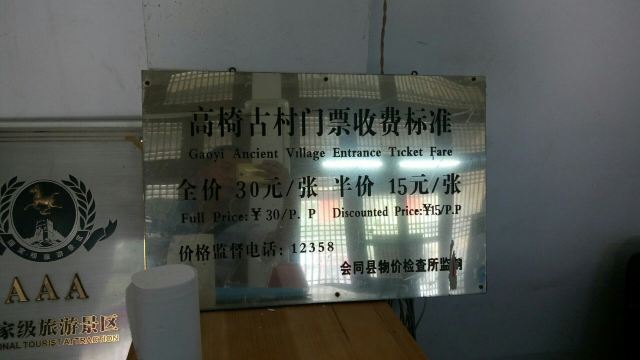 高椅古村门票收费标准
Gaoyi Ancient Village Entrance Ticket Fare
全价 30元/张 半价 15元/张
Full Price:￥30/P.P Discounted Price:￥15/P.P
价格监督电话：12358
会同县物价检查所监制
AAA
家级旅游景区
ONAL TOURIST ATTRACTION